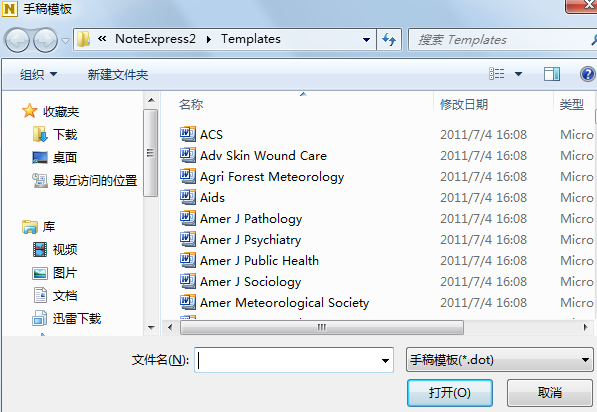 手稿模板
« NoteExpress2 Templates
搜索 Templates
组织 新建文件夹
名称 修改日期 类型
收藏夹
下载
桌面
最近访问的位置
库
视频
图片
文档
迅雷下载
ACS 2011/7/4 16:08 Micro
Adv Skin Wound Care 2011/7/4 16:08 Micro
Agri Forest Meteorology 2011/7/4 16:08 Micro
Aids 2011/7/4 16:08 Micro
Amer J Pathology 2011/7/4 16:08 Micro
Amer J Psychiatry 2011/7/4 16:08 Micro
Amer J Public Health 2011/7/4 16:08 Micro
Amer J Sociology 2011/7/4 16:08 Micro
Amer Meteorological Society 2011/7/4 16:08 Micro
文件名(N):
手稿模板(*.dot)
打开(O) 取消